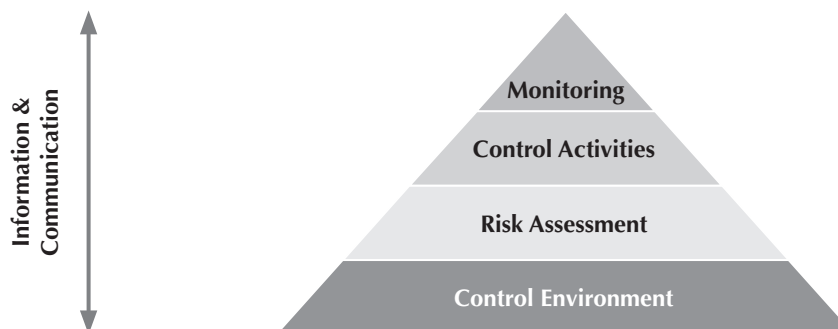 Information &
Communication
Monitoring
Control Activities
Risk Assessment
Control Environment